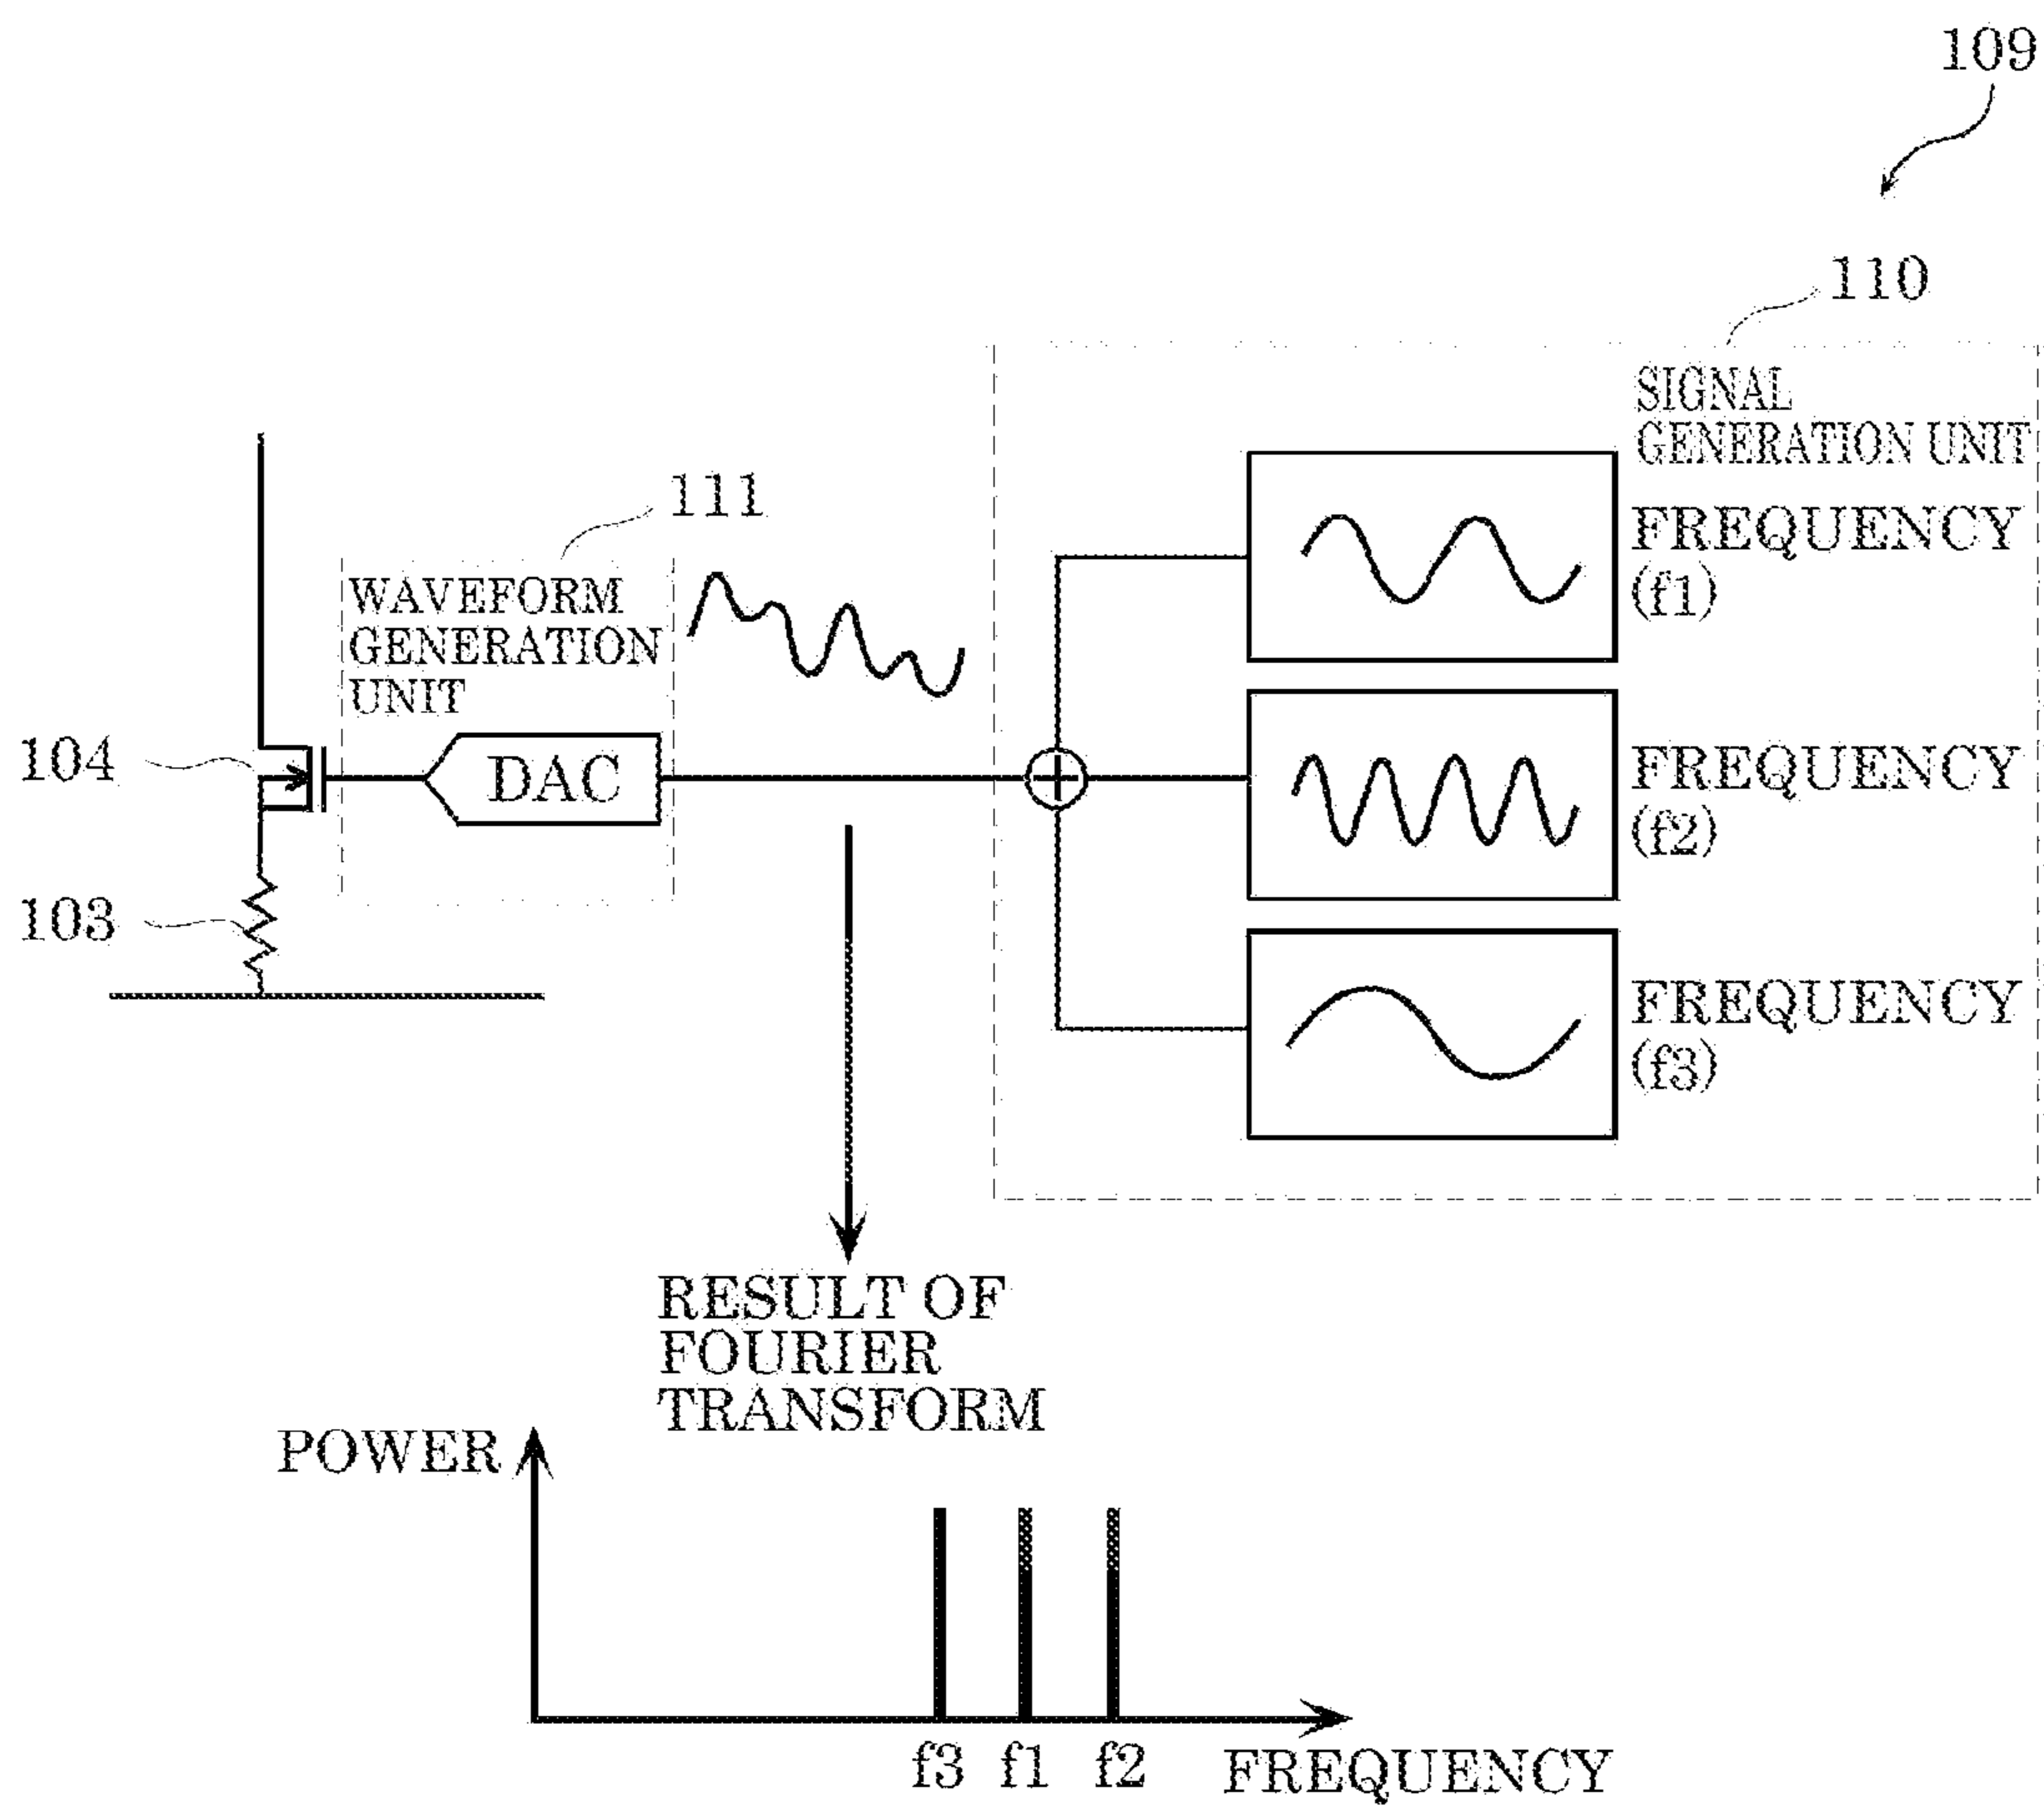 109
110
SIGNAL
GENERATION UNIT
FREQUENCY
(f1)
111
WAVEFORM
GENERATION
UNIT
104
DAC
FREQUENCY
(f2)
103
FREQUENCY
(f3)
RESULT OF
FOURIER
TRANSFORM
POWER
f3 f1 f2
FREQUENCY